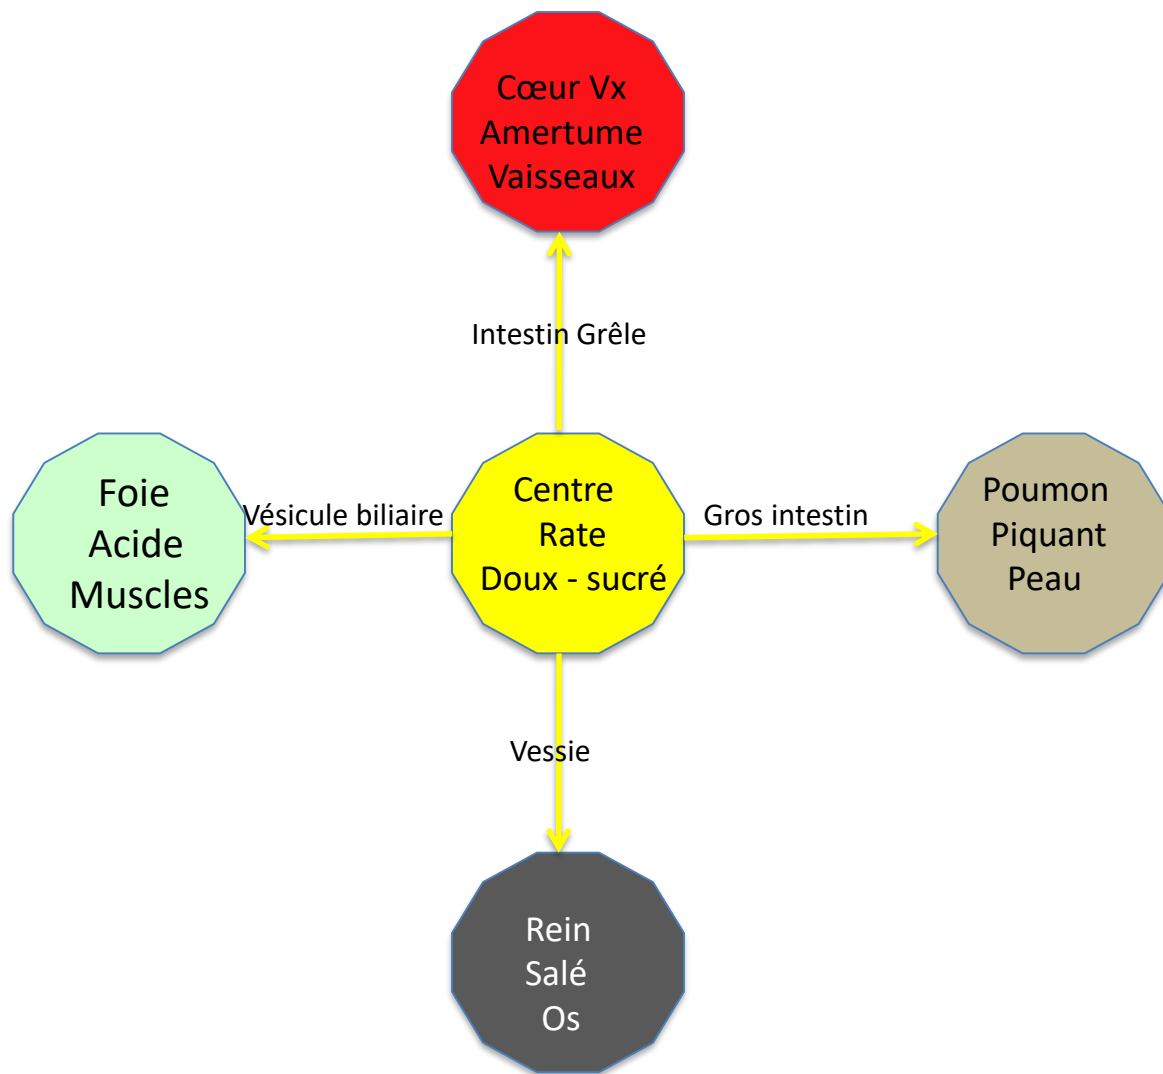 Cœur Vx
Amertume
Vaisseaux
Intestin Grêle
Foie
Acide
Muscles
Vésicule biliaire
Centre
Rate
Doux - sucré
Gros intestin
Poumon
Piquant
Peau
Vessie
Rein
Salé
Os